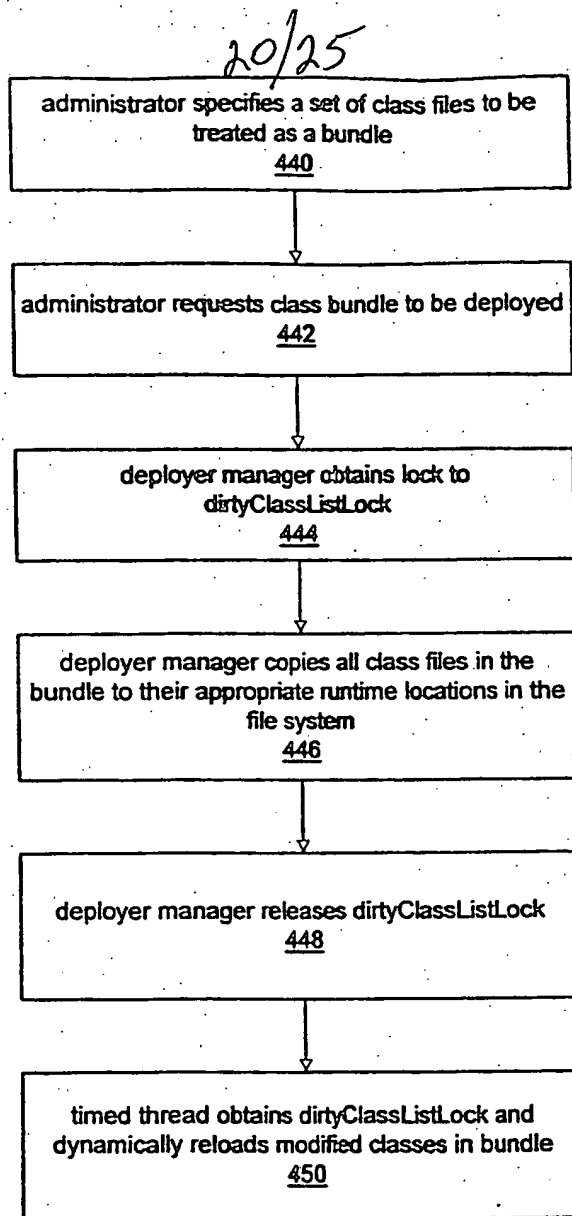 20/25
administrator specifies a set of class files to be
treated as a bundle
440
administrator requests class bundle to be deployed
442
deployer manager obtains lock to
dirtyClassListLock
444
deployer manager copies all class files in the
bundle to their appropriate runtime locations in the
file system
446
deployer manager releases dirtyClassListLock
448
timed thread obtains dirtyClassListLock and
dynamically reloads modified classes in bundle
450